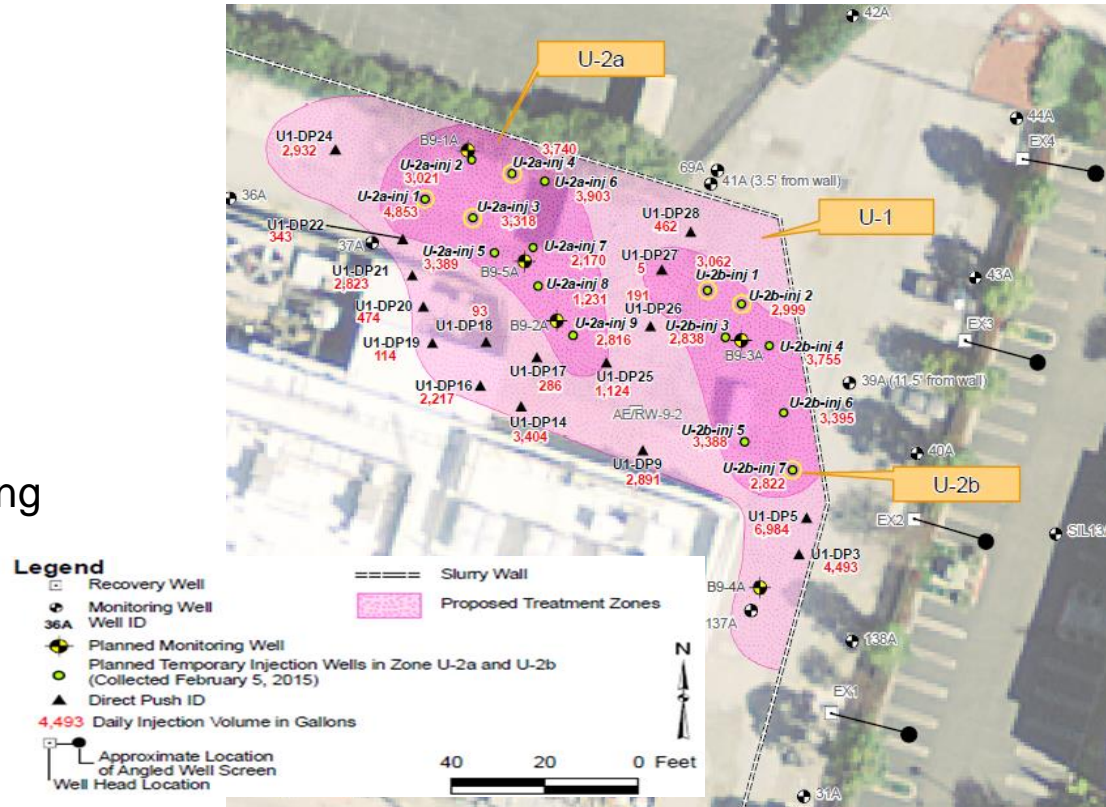 42A
U-2a
44A
EX4
B9-1A
3,740
U1-DP24
2,932
U-2a-inj 2
3,021
U-2a-inj 4
69A
U-2a-inj 6
3,903
41A (3.5' from wall)
36A
U-2a-inj 1
4,853
U-2a-inj 3
3,318
U-1
U1-DP28
462
U1-DP22
343
37A
U-2a-inj 5
3,389
U-2a-inj 7
2,170
U1-DP27
5
3,062
U-2b-inj 1
43A
U1-DP21
2,823
B9-5A
U-2a-inj 8
1,231
191
U1-DP26
U-2b-inj 2
2,999
U1-DP20
474
93
U1-DP18
B9-2A
U-2a-inj 9
2,816
U-2b-inj 3
2,838
B9-3A
EX3
U1-DP19
114
U-2b-inj 4
3,755
U1-DP17
286
U1-DP25
1,124
39A (11.5' from wall)
U1-DP16
2,217
U1-DP14
3,404
AE/RW-9-2
U-2b-inj 6
3,395
U-2b-inj 5
3,388
40A
U1-DP9
2,891
U-2b-inj 7
2,822
U-2b
ng
U1-DP5
6,984
EX2
SIL13
U1-DP3
4,493
B9-4A
137A
138A
EX1
31A
Legend
Recovery Well
Monitoring Well
36A Well ID
Planned Monitoring Well
Planned Temporary Injection Wells in Zone U-2a and U-2b
(Collected February 5, 2015)
Direct Push ID
4,493 Daily Injection Volume in Gallons
Approximate Location
of Angled Well Screen
Well Head Location
Slurry Wall
Proposed Treatment Zones
N
40 20 0 Feet